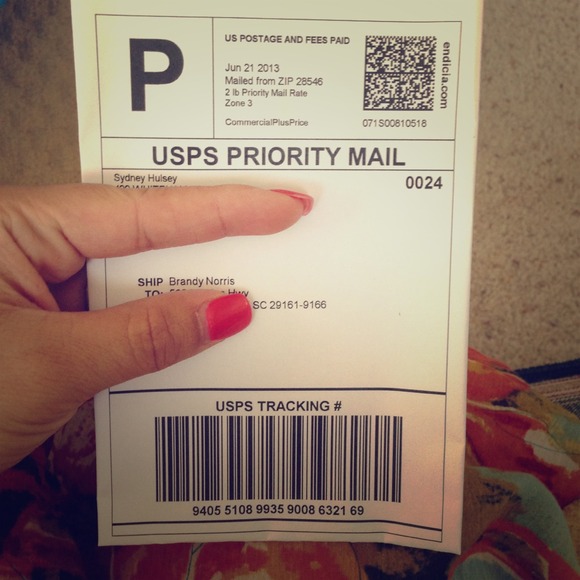 P
US POSTAGE AND FEES PAID
Jun 21 2013
Mailed from ZIP 28546
2 lb Priority Mail Rate
Zone 3
CommercialPlusPrice
071S00810518
endicia.com
USPS PRIORITY MAIL
Sydney Hulsey
0024
SHIP Brandy Norris
TO: Hwy
SC 29161-9166
USPS TRACKING #
9405 5108 9935 9008 6321 69